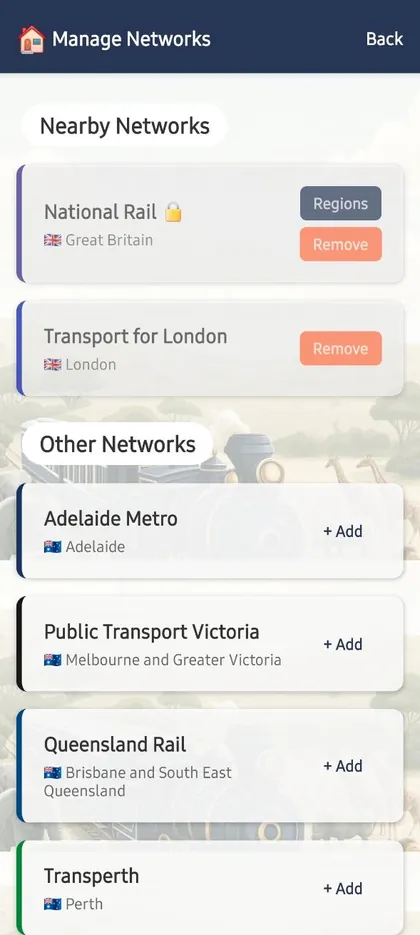 Manage Networks
Back
Nearby Networks
National Rail
Great Britain
Regions
Remove
Transport for London
London
Remove
Other Networks
Adelaide Metro
Adelaide
+ Add
Public Transport Victoria
Melbourne and Greater Victoria
+ Add
Queensland Rail
Brisbane and South East
Queensland
+ Add
Transperth
Perth
+ Add